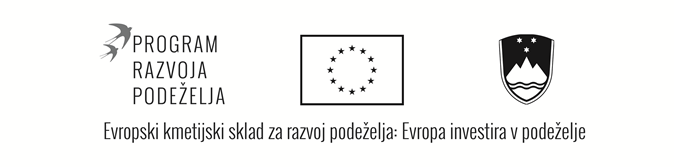 PROGRAM
RAZVOJA
PODEŽELJA
Evropski kmetijski sklad za razvoj podeželja: Evropa investira v podeželje